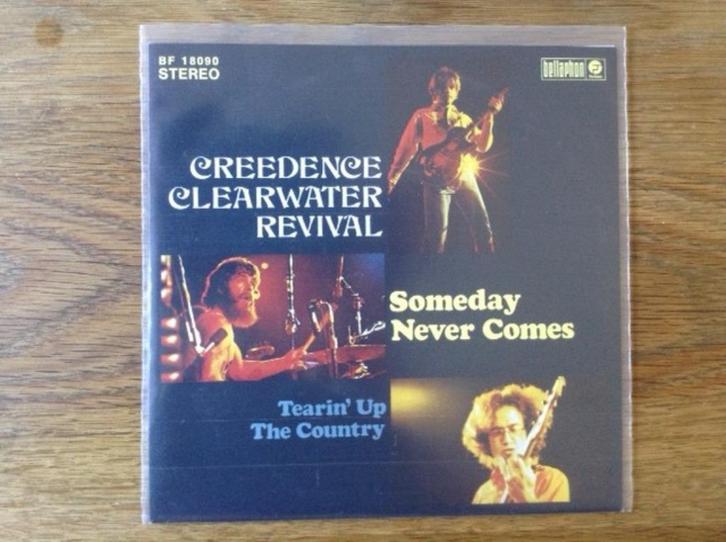 BF 18090
STEREO
bellaphon
CREEDENCE
CLEARWATER
REVIVAL
Someday
Never Comes
Tearin' Up
The Country